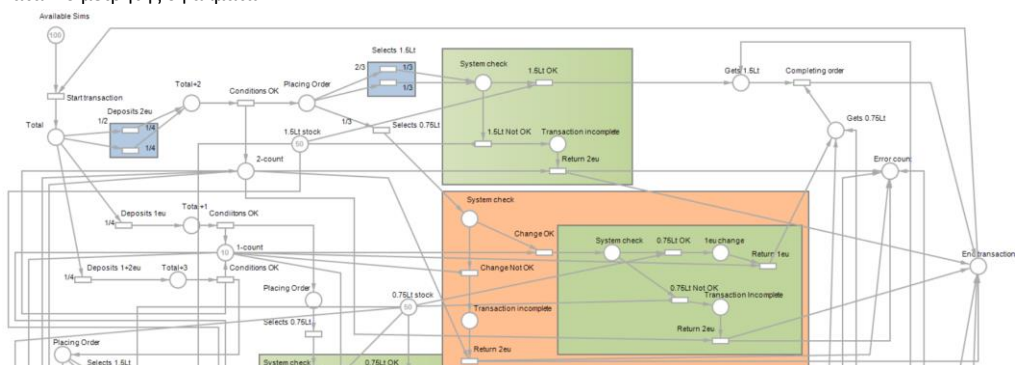 Available Sims
100
Selects 1.5Lt
2/3
1/3
1/3
System check
1.5Lt OK
Gets 1.5Lt
Completing order
Start transaction
Total+2
Conditions OK
Placing Order
Deposits 2eu
1/2
1/4
1/4
Total
1/3
Selects 0.75Lt
Gets 0.75Lt
1.5Lt stock
50
1.5Lt Not OK
Transaction incomplete
2-count
Return 2eu
Error coun
System check
Deposits 1eu
1/4
Total+1
Conditions OK
Change OK
System check
0.75Lt OK
1eu change
1-count
10
Return 1eu
End transaction
1/4
Deposits 1+2eu
Total+3
Conditions OK
Change Not OK
Placing Order
0.75Lt stock
50
0.75Lt Not OK
Transaction Incomplete
Transaction incomplete
Selects 0.75Lt
Return 2eu
Placing Order
Return 2eu
Selects 1.5Lt
System check
0.75Lt OK